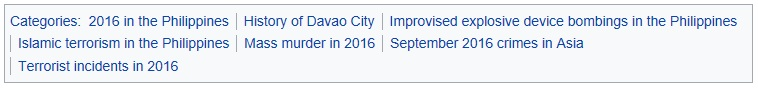 Categories: 2016 in the Philippines | History of Davao City | Improvised explosive device bombings in the Philippines
| Islamic terrorism in the Philippines | Mass murder in 2016 | September 2016 crimes in Asia
| Terrorist incidents in 2016